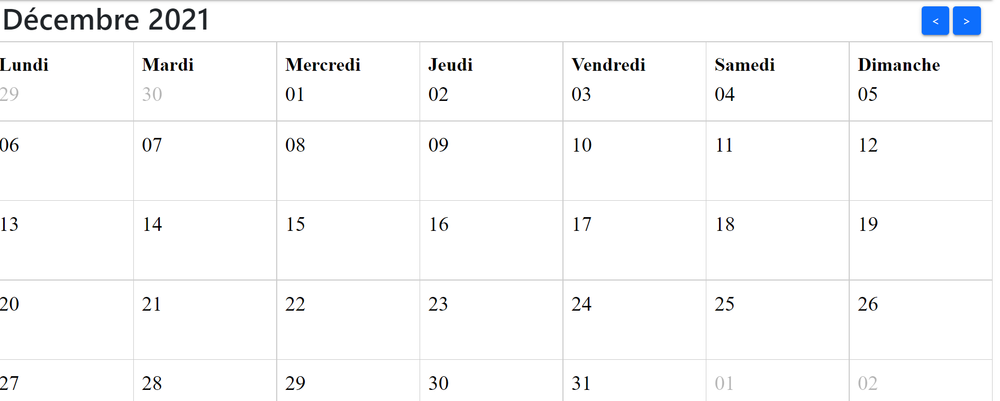 Décembre 2021 < >
Lundi Mardi Mercredi Jeudi Vendredi Samedi Dimanche
29 30 01 02 03 04 05
06 07 08 09 10 11 12
13 14 15 16 17 18 19
20 21 22 23 24 25 26
27 28 29 30 31 01 02